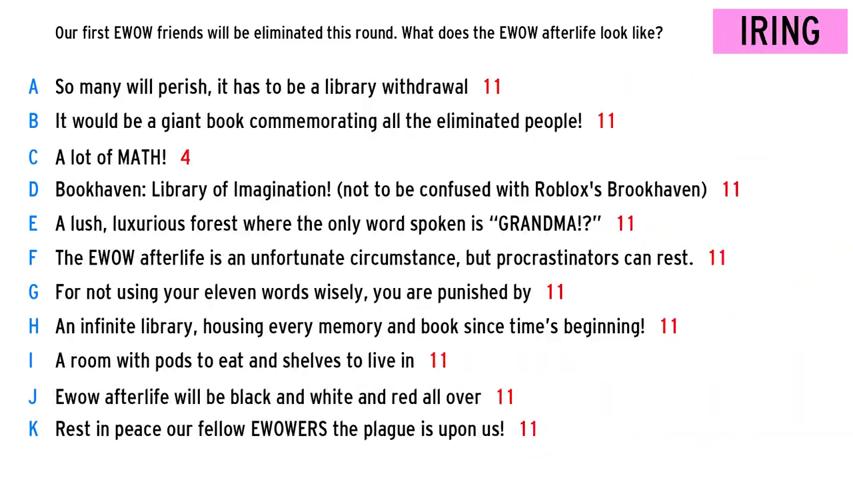 Our first EWOW friends will be eliminated this round. What does the EWOW afterlife look like?
IRING
A So many will perish, it has to be a library withdrawal 11
B It would be a giant book commemorating all the eliminated people! 11
C A lot of MATH! 4
D Bookhaven: Library of Imagination! (not to be confused with Roblox's Brookhaven) 11
E A lush, luxurious forest where the only word spoken is “GRANDMA!?” 11
F The EWOW afterlife is an unfortunate circumstance, but procrastinators can rest. 11
G For not using your eleven words wisely, you are punished by 11
H An infinite library, housing every memory and book since time’s beginning! 11
I A room with pods to eat and shelves to live in 11
J Ewow afterlife will be black and white and red all over 11
K Rest in peace our fellow EWOWERS the plague is upon us! 11